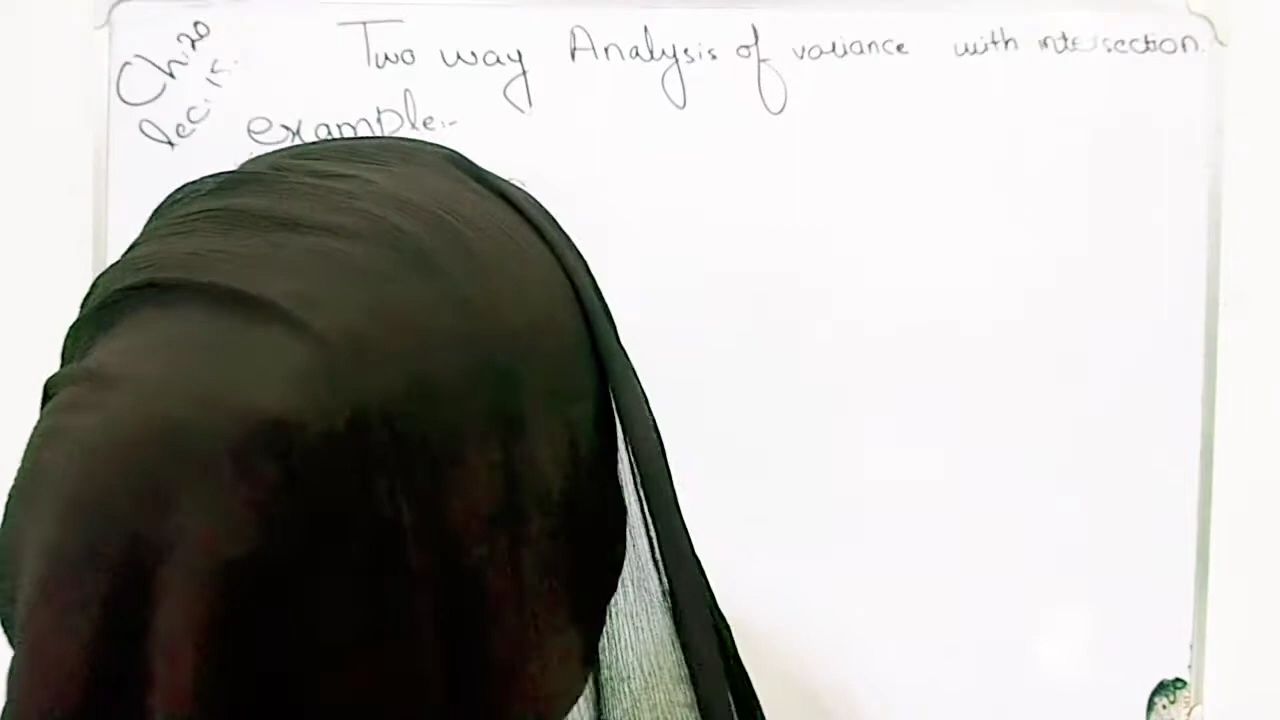 Ch.20
Lec.15.
Two way Analysis of variance with intersection.
example:-